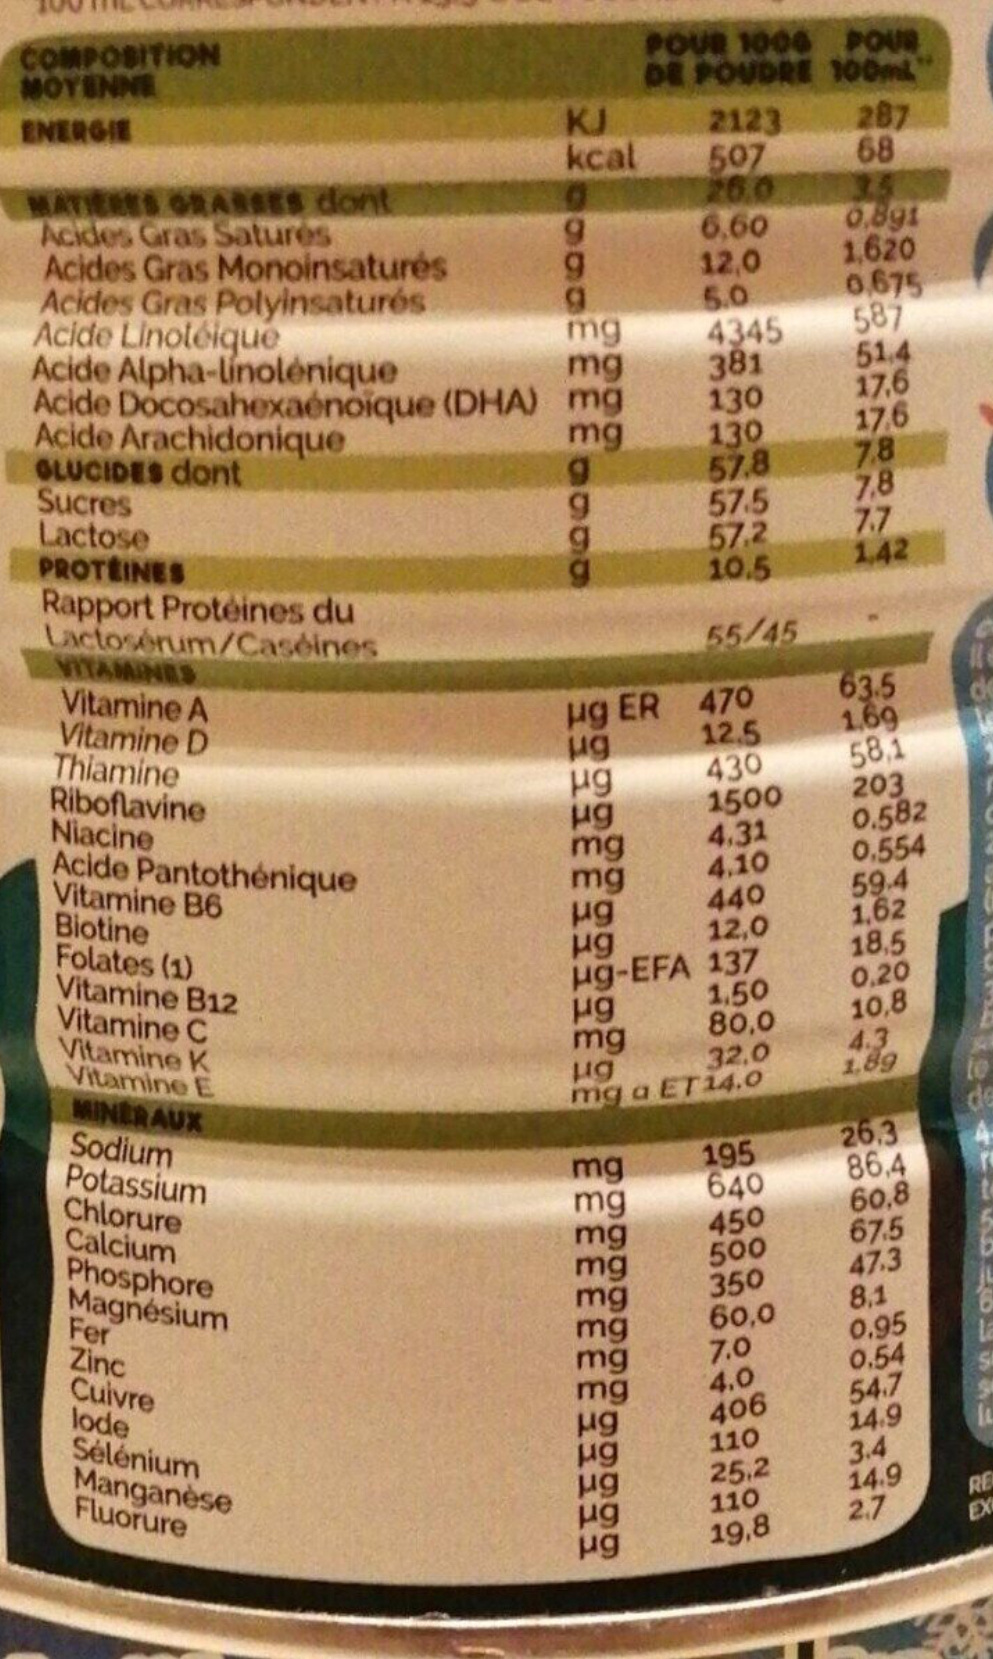 COMPOSITION MOYENNE POUR 100G DE POUDRE POUR 100mL**
ENERGIE KJ 2123 287
kcal 507 68
MATIÈRES GRASSES dont g 26.0 3.5
Acides Gras Saturés g 6.60 0.891
Acides Gras Monoinsaturés g 12,0 1,620
Acides Gras Polyinsaturés g 5.0 0.675
Acide Linoléique mg 4345 587
Acide Alpha-linolénique mg 381 51.4
Acide Docosahexaénoïque (DHA) mg 130 17,6
Acide Arachidonique mg 130 17,6
GLUCIDES dont g 57.8 7.8
Sucres g 57.5 7,8
Lactose g 57.2 7.7
PROTÉINES g 10.5 1,42
Rapport Protéines du
Lactosérum/Caséines 55/45 -
VITAMINES
Vitamine A µg ER 470 63.5
Vitamine D µg 12.5 1.69
Thiamine µg 430 58,1
Riboflavine µg 1500 203
Niacine mg 4.31 0.582
Acide Pantothénique mg 4.10 0,554
Vitamine B6 µg 440 59.4
Biotine µg 12,0 1,62
Folates (1) µg-EFA 137 18,5
Vitamine B12 µg 1,50 0,20
Vitamine C mg 80,0 10,8
Vitamine K µg 32.0 4.3
Vitamine E mg α ET 14.0 1,89
MINÉRAUX
Sodium mg 195 26,3
Potassium mg 640 86,4
Chlorure mg 450 60,8
Calcium mg 500 67.5
Phosphore mg 350 47.3
Magnésium mg 60,0 8,1
Fer mg 7.0 0,95
Zinc mg 4.0 0.54
Cuivre µg 406 54.7
Iode µg 110 14.9
Sélénium µg 25,2 3.4
Manganèse µg 110 14.9
Fluorure µg 19,8 2,7